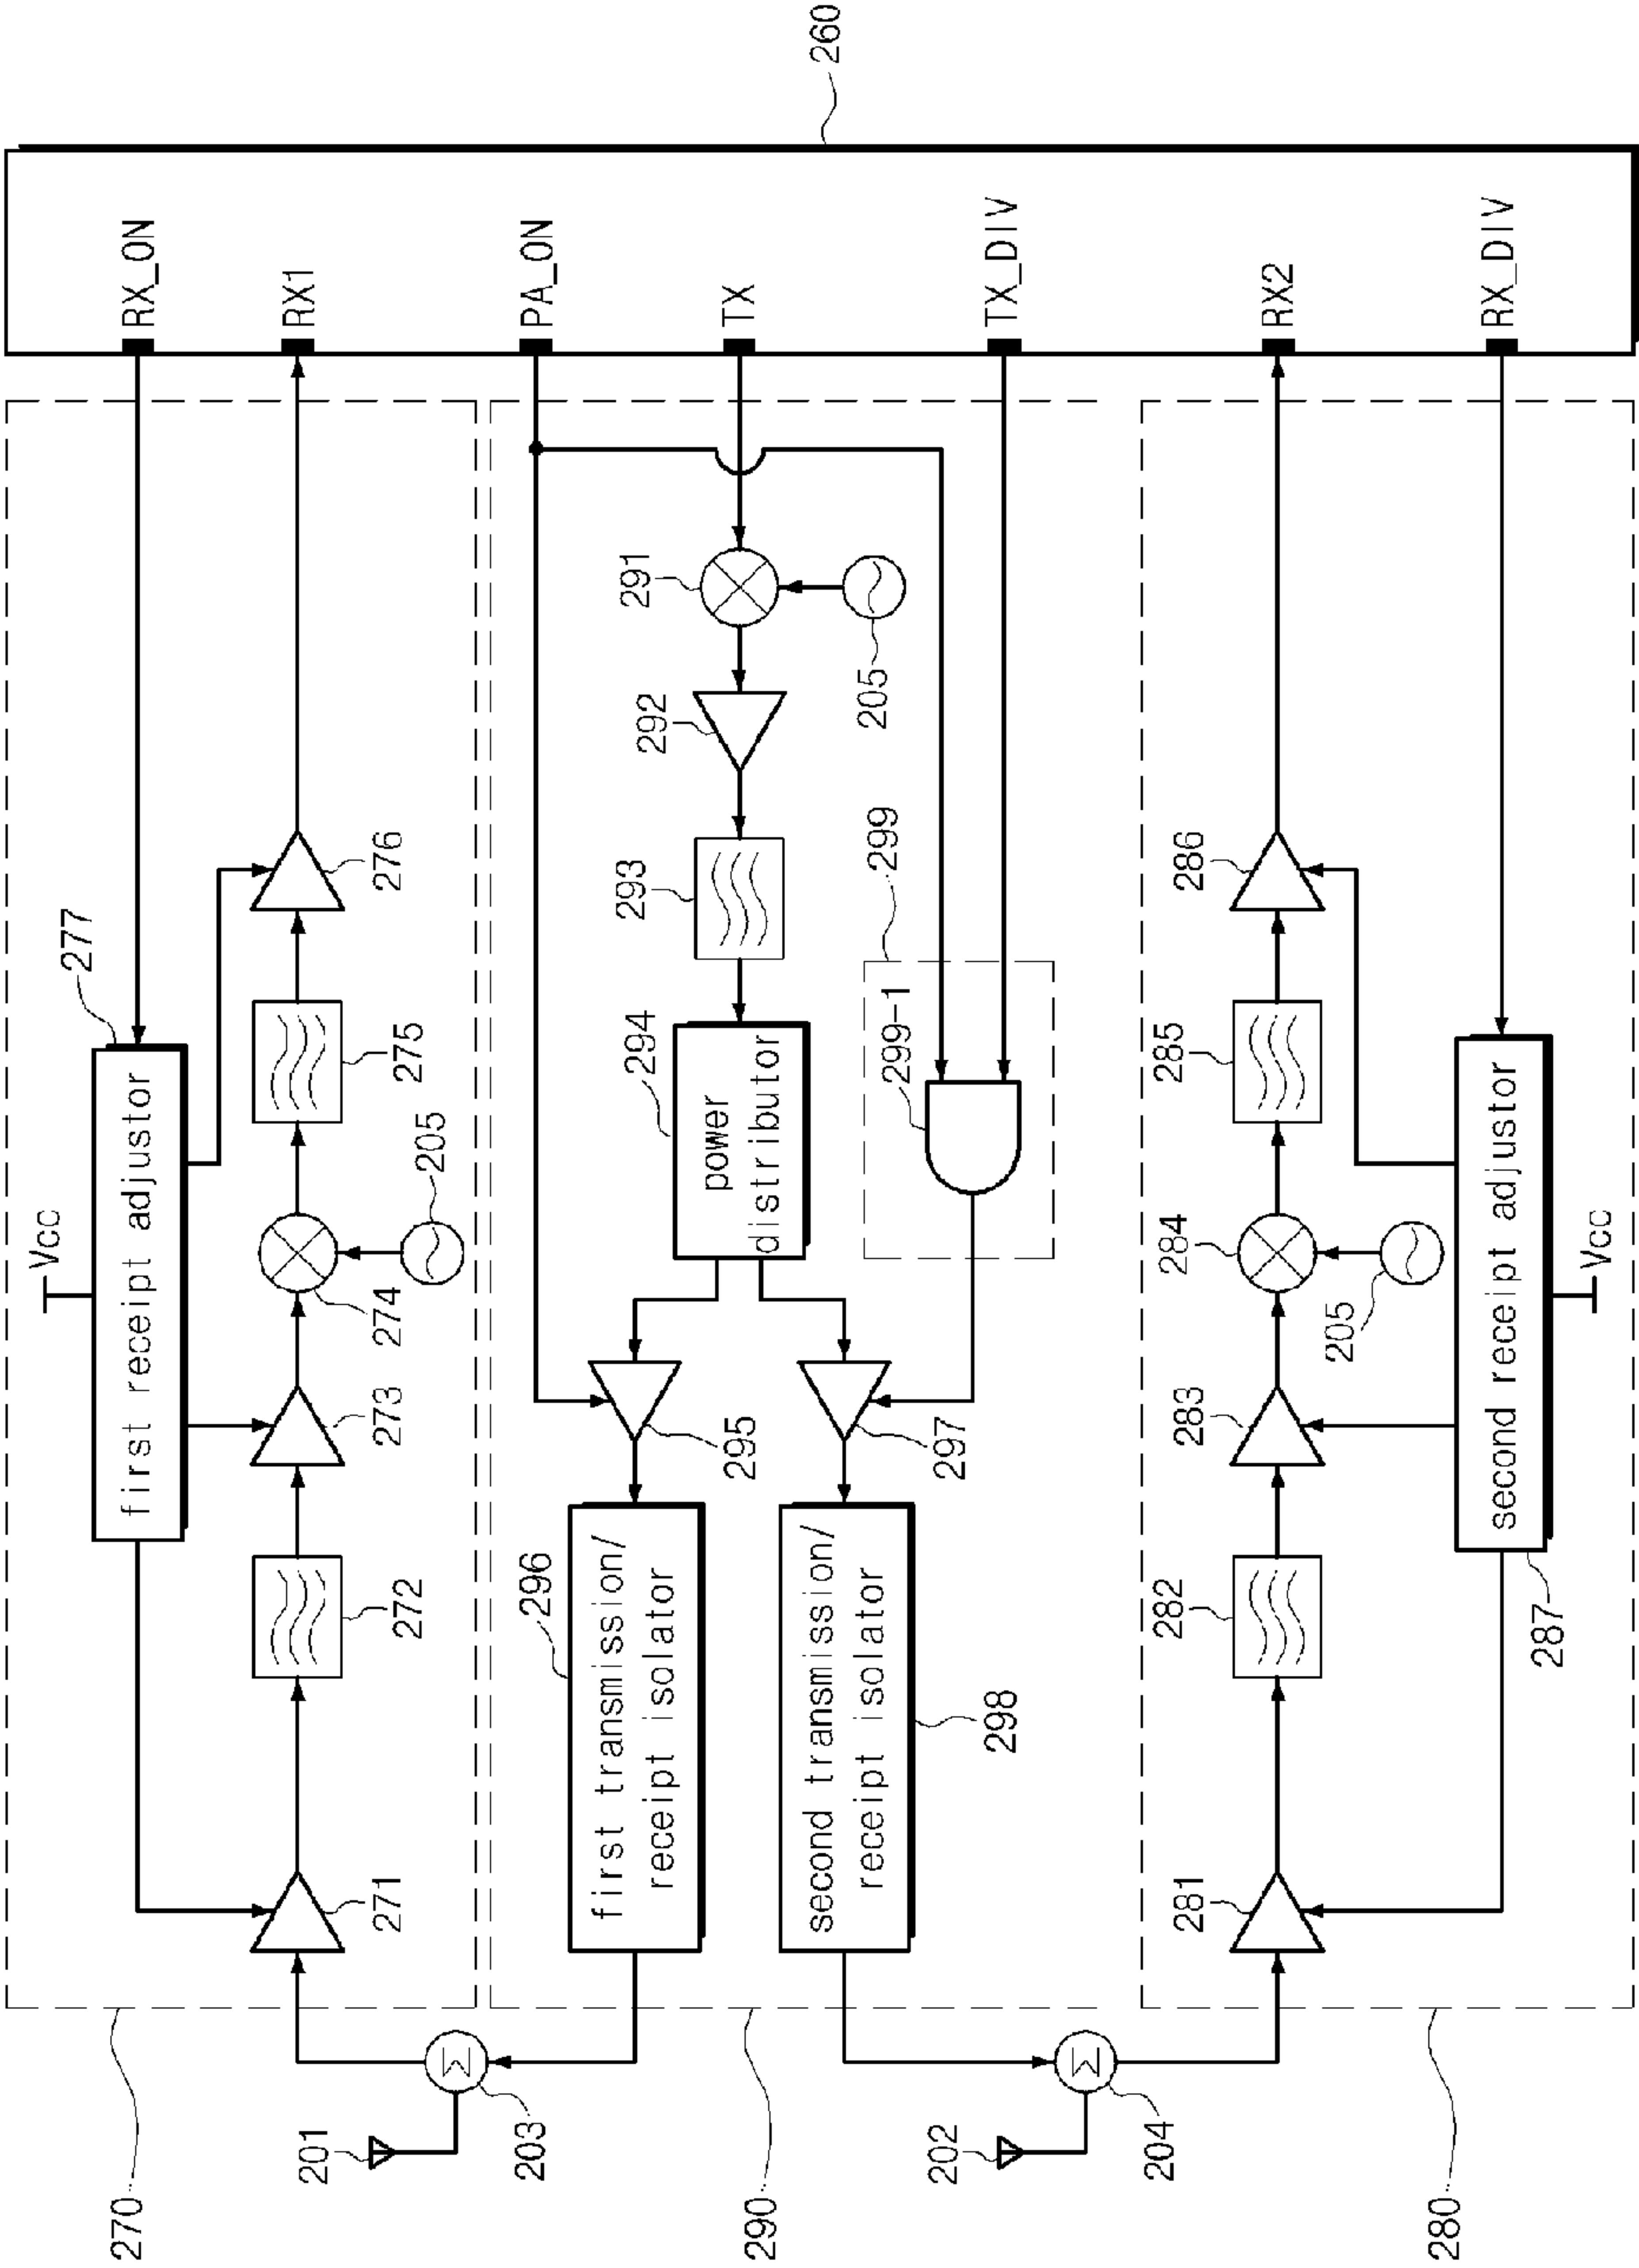 260
RX_ON
RX1
PA_ON
TX
TX_DIV
RX2
RX_DIV
277
Vcc
first receipt adjustor
276
275
205
274
273
272
271
270
291
205
292
293
299
299-1
294
power
distributor
295
297
296
first transmission/
receipt isolator
second transmission/
receipt isolator
298
290
286
285
284
205
283
282
281
second receipt adjustor
Vcc
287
280
201
Σ
203
202
Σ
204